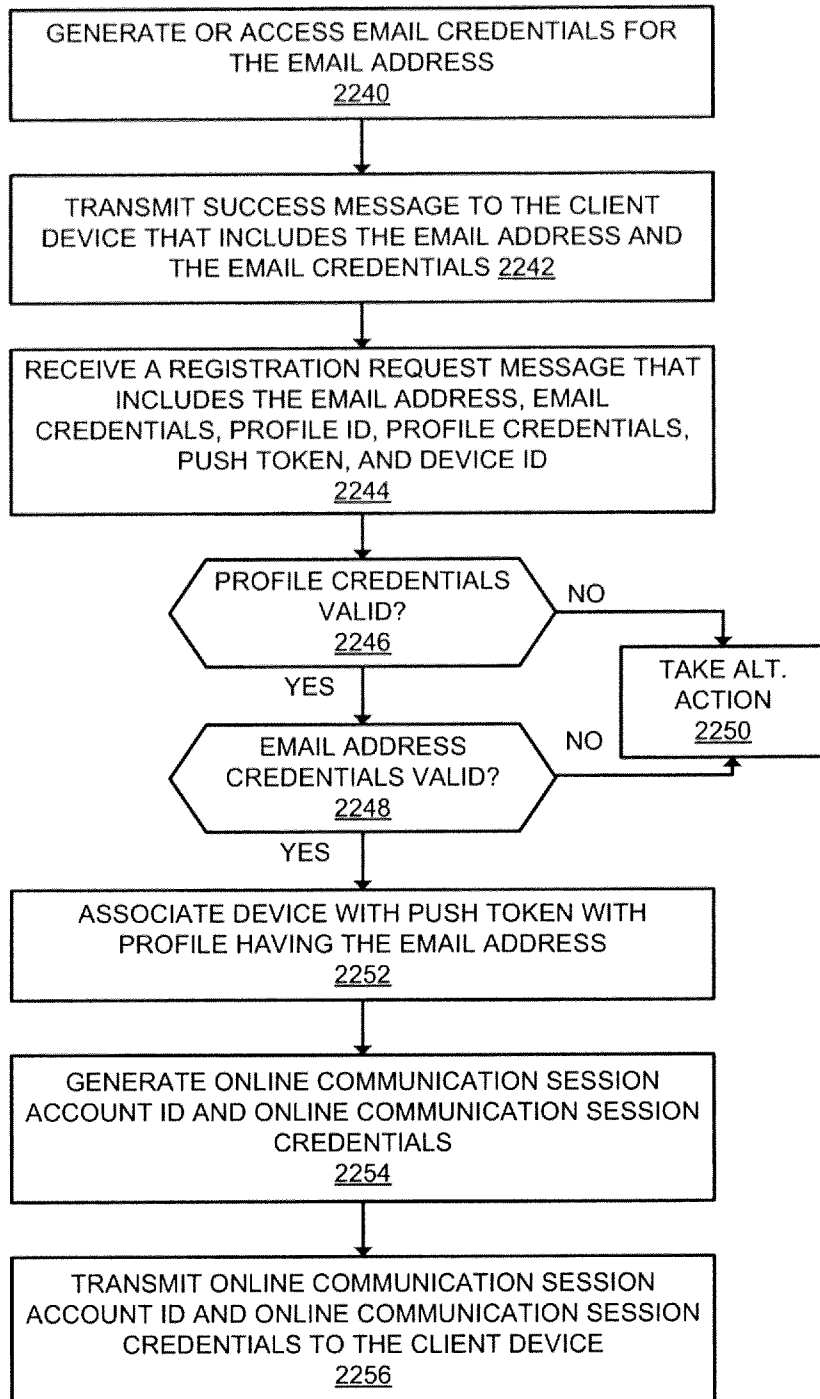 GENERATE OR ACCESS EMAIL CREDENTIALS FOR
THE EMAIL ADDRESS
2240
TRANSMIT SUCCESS MESSAGE TO THE CLIENT
DEVICE THAT INCLUDES THE EMAIL ADDRESS AND
THE EMAIL CREDENTIALS 2242
RECEIVE A REGISTRATION REQUEST MESSAGE THAT
INCLUDES THE EMAIL ADDRESS, EMAIL
CREDENTIALS, PROFILE ID, PROFILE CREDENTIALS,
PUSH TOKEN, AND DEVICE ID
2244
PROFILE CREDENTIALS
VALID?
2246
NO
YES
TAKE ALT.
ACTION
2250
EMAIL ADDRESS
CREDENTIALS VALID?
2248
NO
YES
ASSOCIATE DEVICE WITH PUSH TOKEN WITH
PROFILE HAVING THE EMAIL ADDRESS
2252
GENERATE ONLINE COMMUNICATION SESSION
ACCOUNT ID AND ONLINE COMMUNICATION SESSION
CREDENTIALS
2254
TRANSMIT ONLINE COMMUNICATION SESSION
ACCOUNT ID AND ONLINE COMMUNICATION SESSION
CREDENTIALS TO THE CLIENT DEVICE
2256